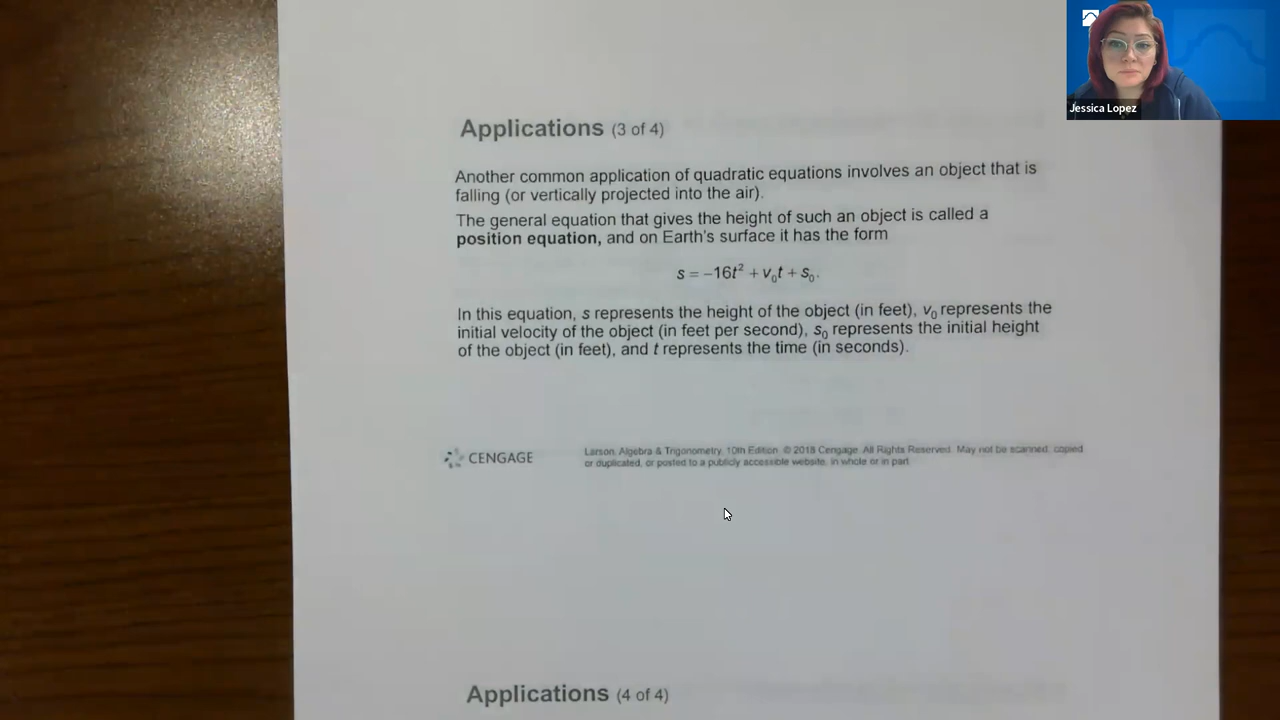 Jessica Lopez
Applications (3 of 4)
Another common application of quadratic equations involves an object that is
falling (or vertically projected into the air).
The general equation that gives the height of such an object is called a
position equation, and on Earth's surface it has the form
s = −16t² + v₀t + s₀.
In this equation, s represents the height of the object (in feet), v₀ represents the
initial velocity of the object (in feet per second), s₀ represents the initial height
of the object (in feet), and t represents the time (in seconds).
CENGAGE
Larson, Algebra & Trigonometry, 10th Edition. © 2018 Cengage. All Rights Reserved. May not be scanned, copied
or duplicated, or posted to a publicly accessible website, in whole or in part.
Applications (4 of 4)